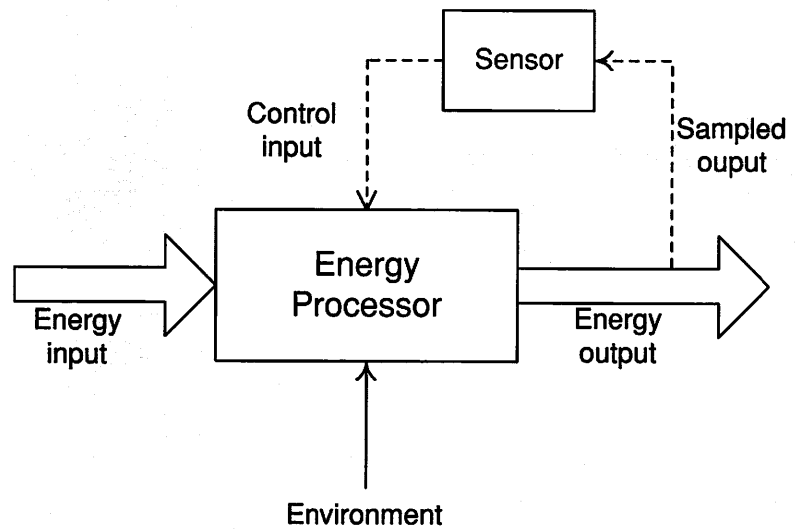 Sensor
Control
input
Sampled
ouput
Energy
Processor
Energy
input
Energy
output
Environment